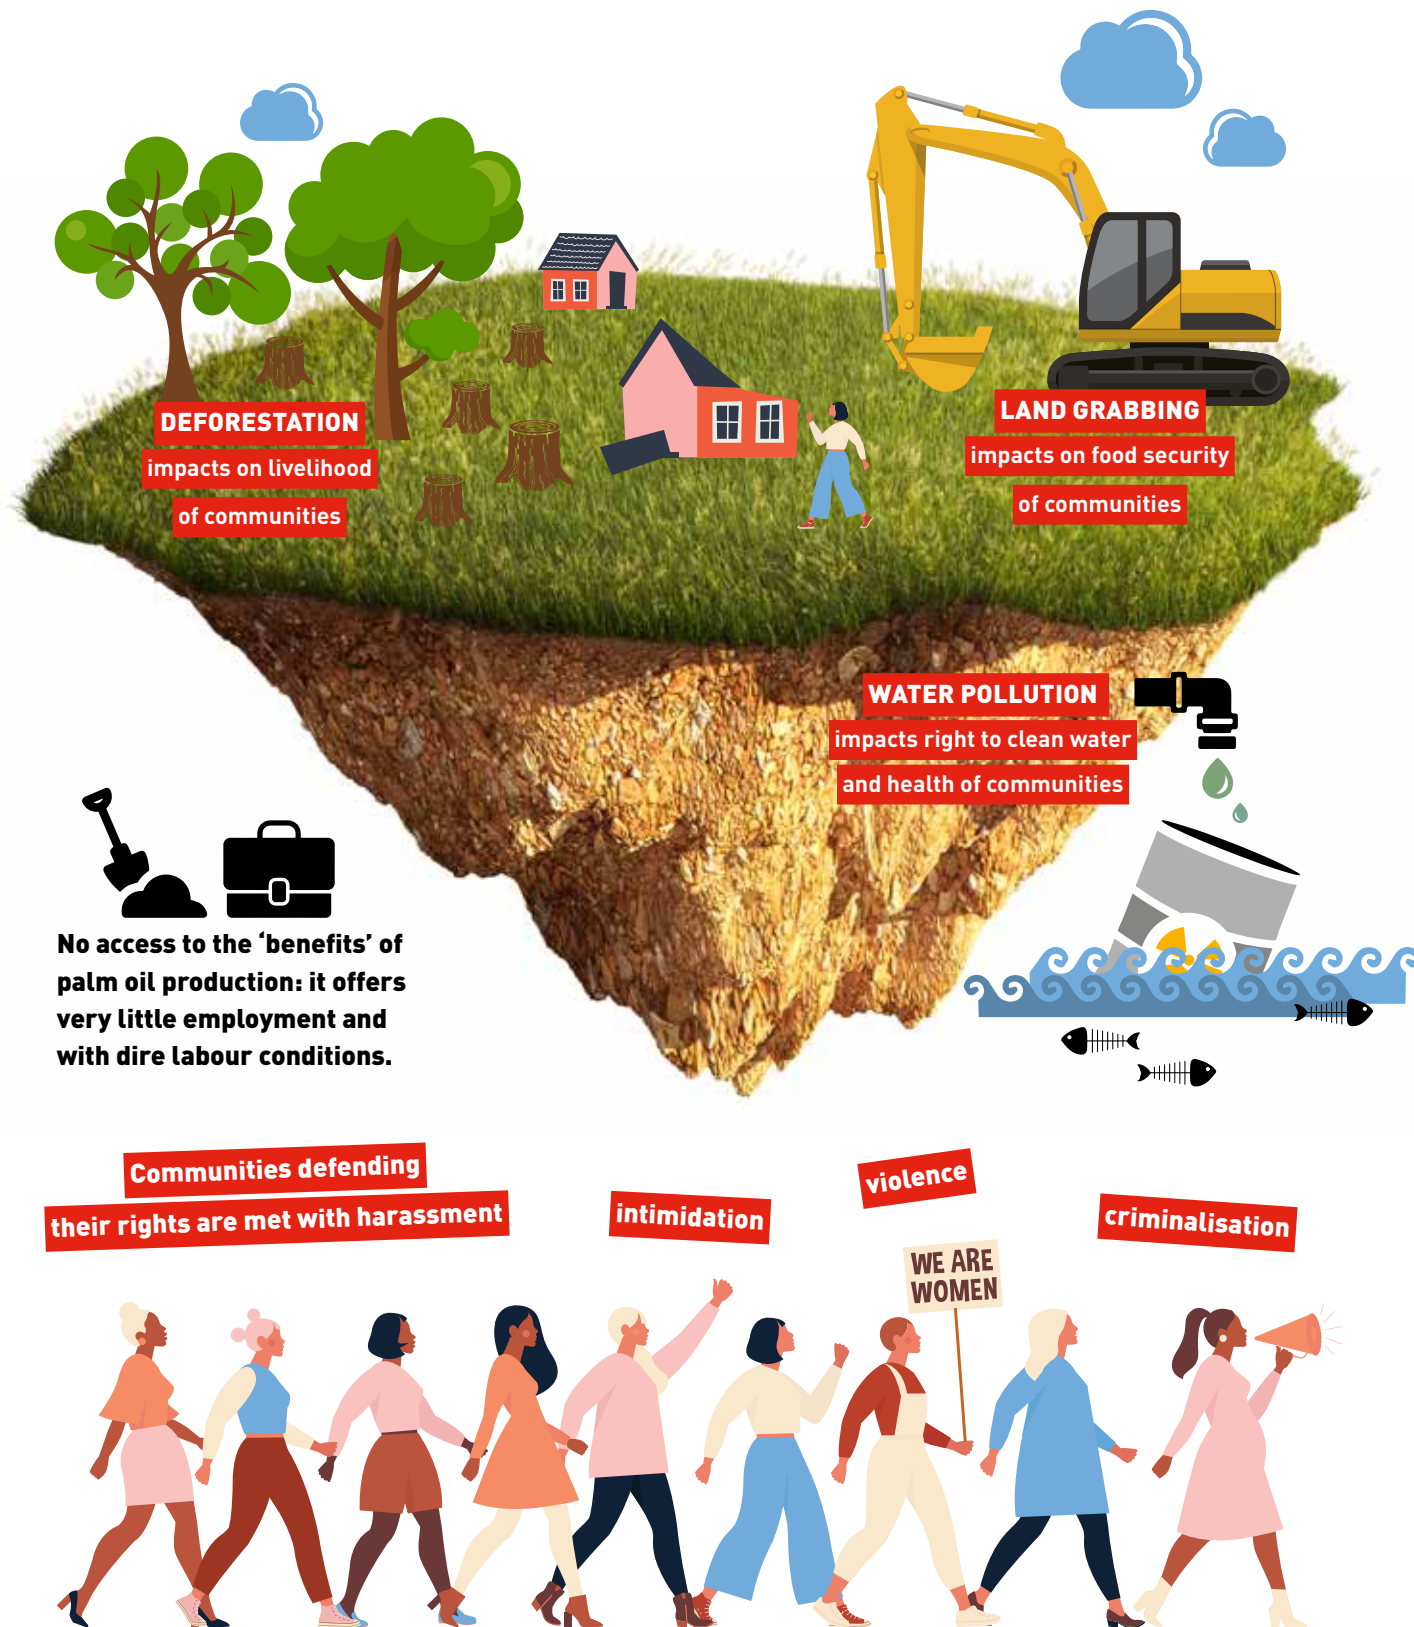 DEFORESTATION
impacts on livelihood
of communities
LAND GRABBING
impacts on food security
of communities
WATER POLLUTION
impacts right to clean water
and health of communities
No access to the ‘benefits’ of
palm oil production: it offers
very little employment and
with dire labour conditions.
Communities defending
their rights are met with harassment
intimidation
violence
criminalisation
WE ARE
WOMEN